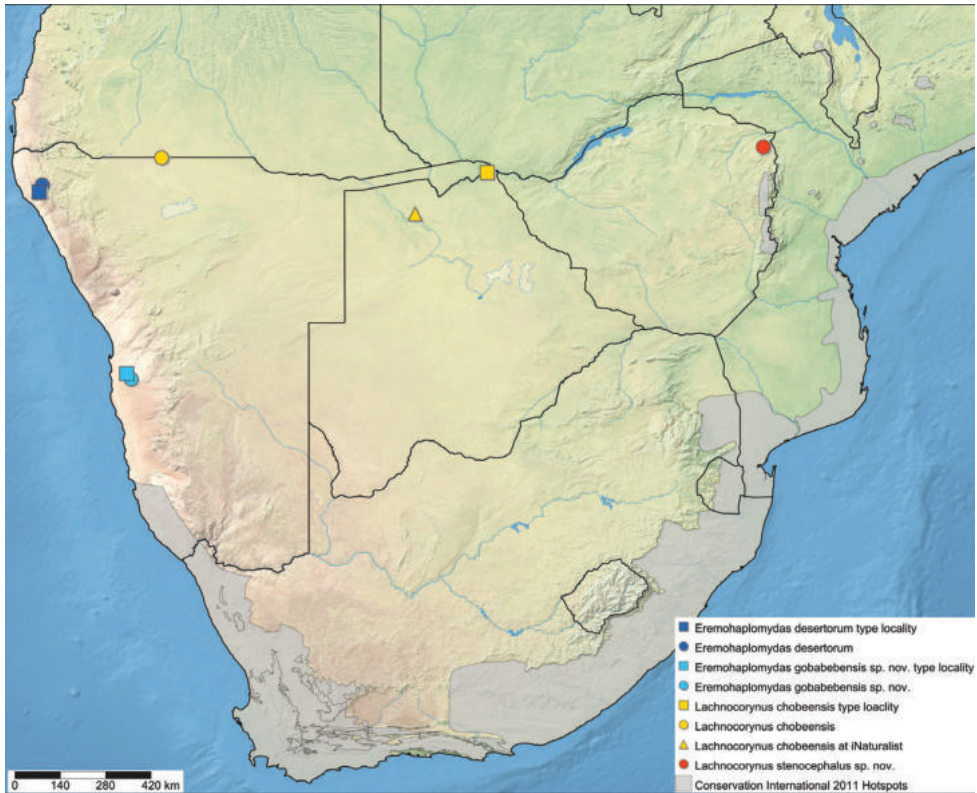 Eremohaplomydas desertorum type locality
Eremohaplomydas desertorum
Eremohaplomydas gobabebensis sp. nov. type locality
Eremohaplomydas gobabebensis sp. nov.
Lachnocorynus chobeensis type loaclity
Lachnocorynus chobeensis
Lachnocorynus chobeensis at iNaturalist
Lachnocorynus stenocephalus sp. nov.
Conservation International 2011 Hotspots
0 140 280 420 km